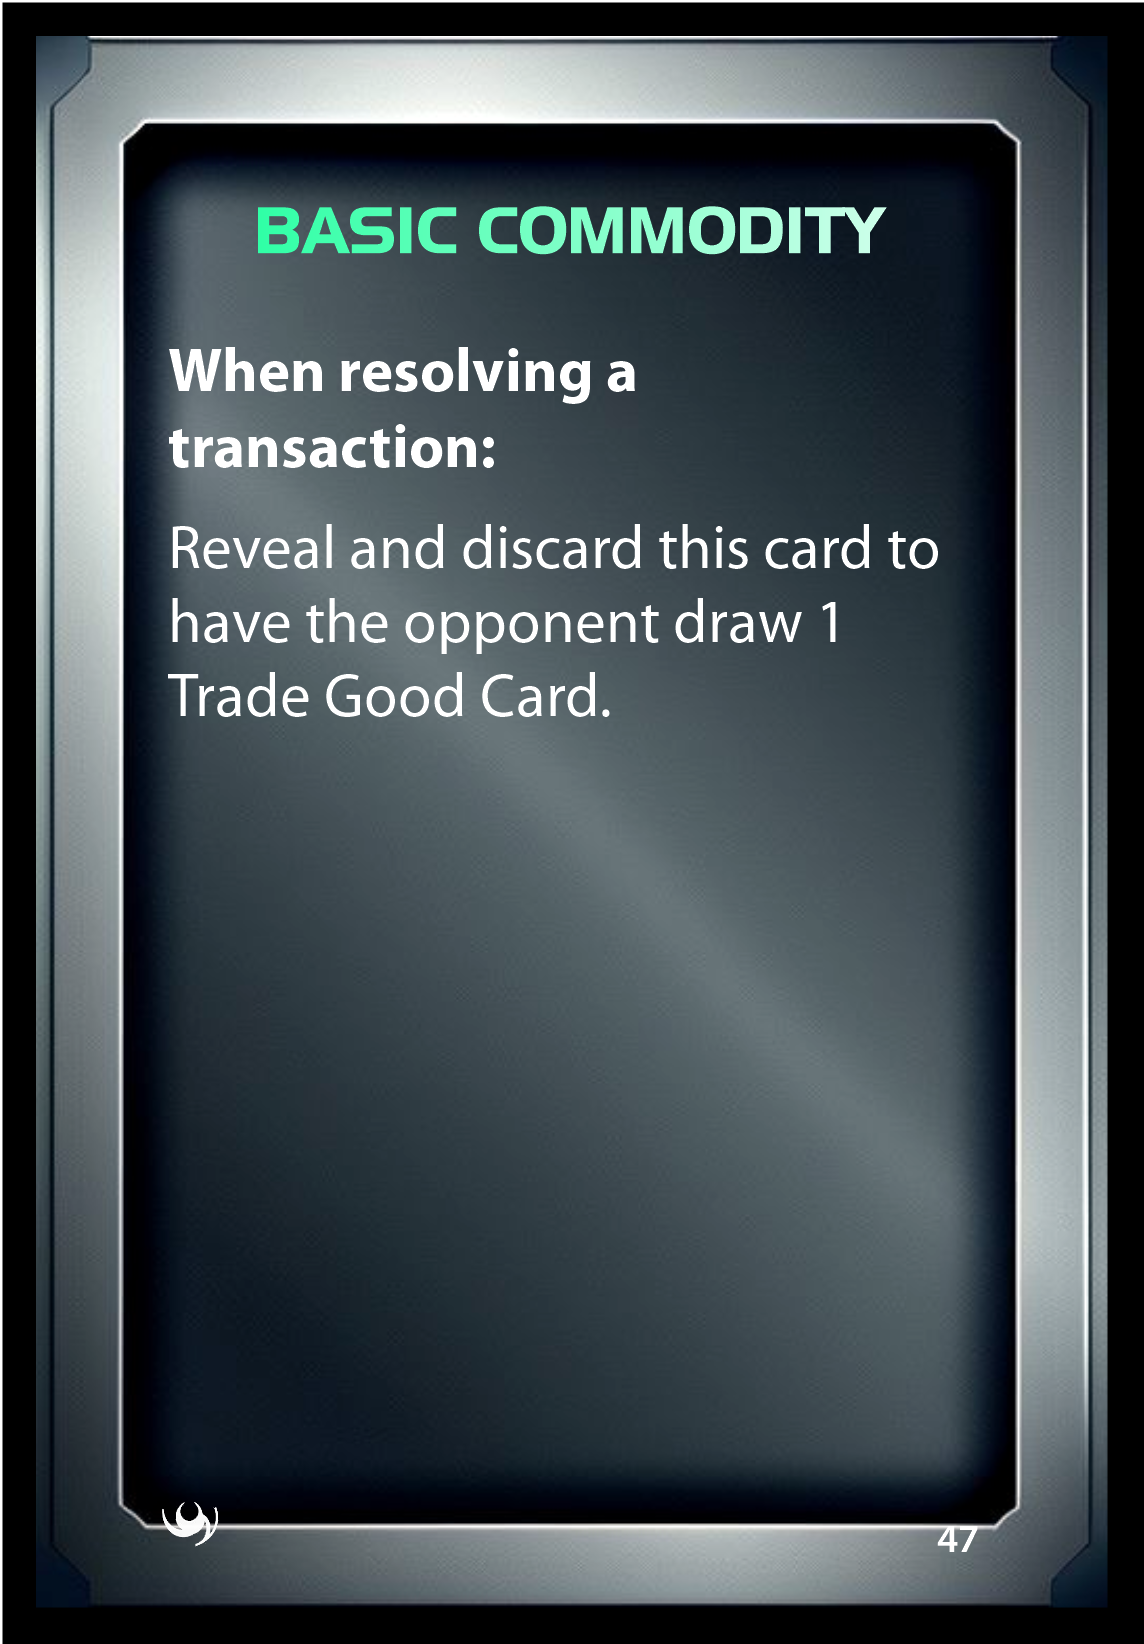 BASIC COMMODITY
When resolving a
transaction:
Reveal and discard this card to
have the opponent draw 1
Trade Good Card.
47